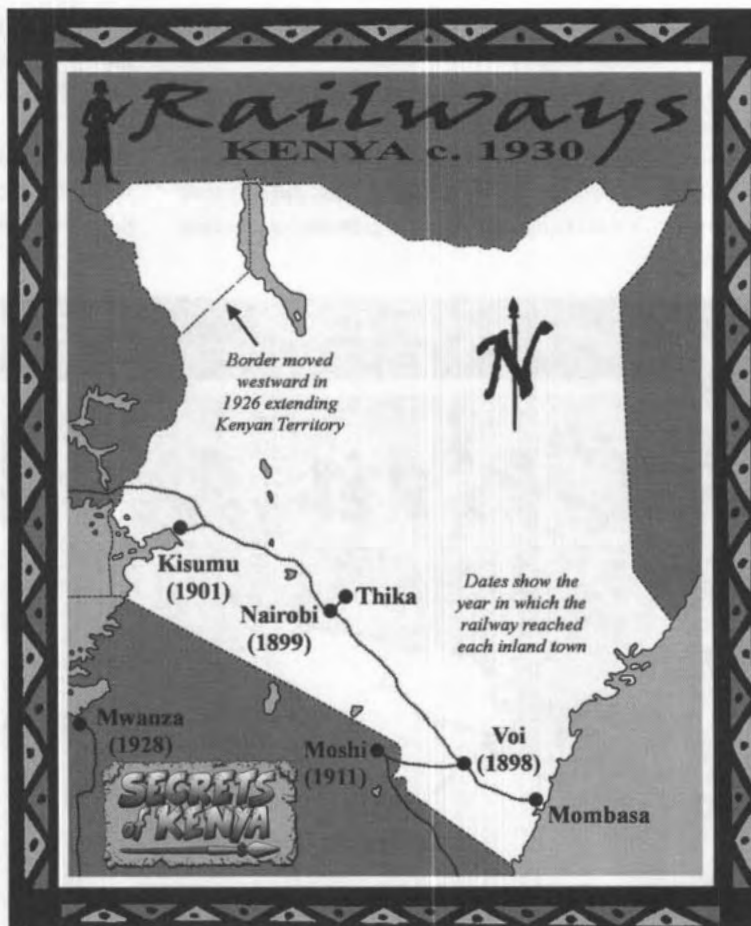 Railways
KENYA c. 1930
N
Border moved
westward in
1926 extending
Kenyan Territory
Kisumu
(1901)
Thika
Nairobi
(1899)
Dates show the
year in which the
railway reached
each inland town
Mwanza
(1928)
Moshi
(1911)
Voi
(1898)
Mombasa
SECRETS
of KENYA